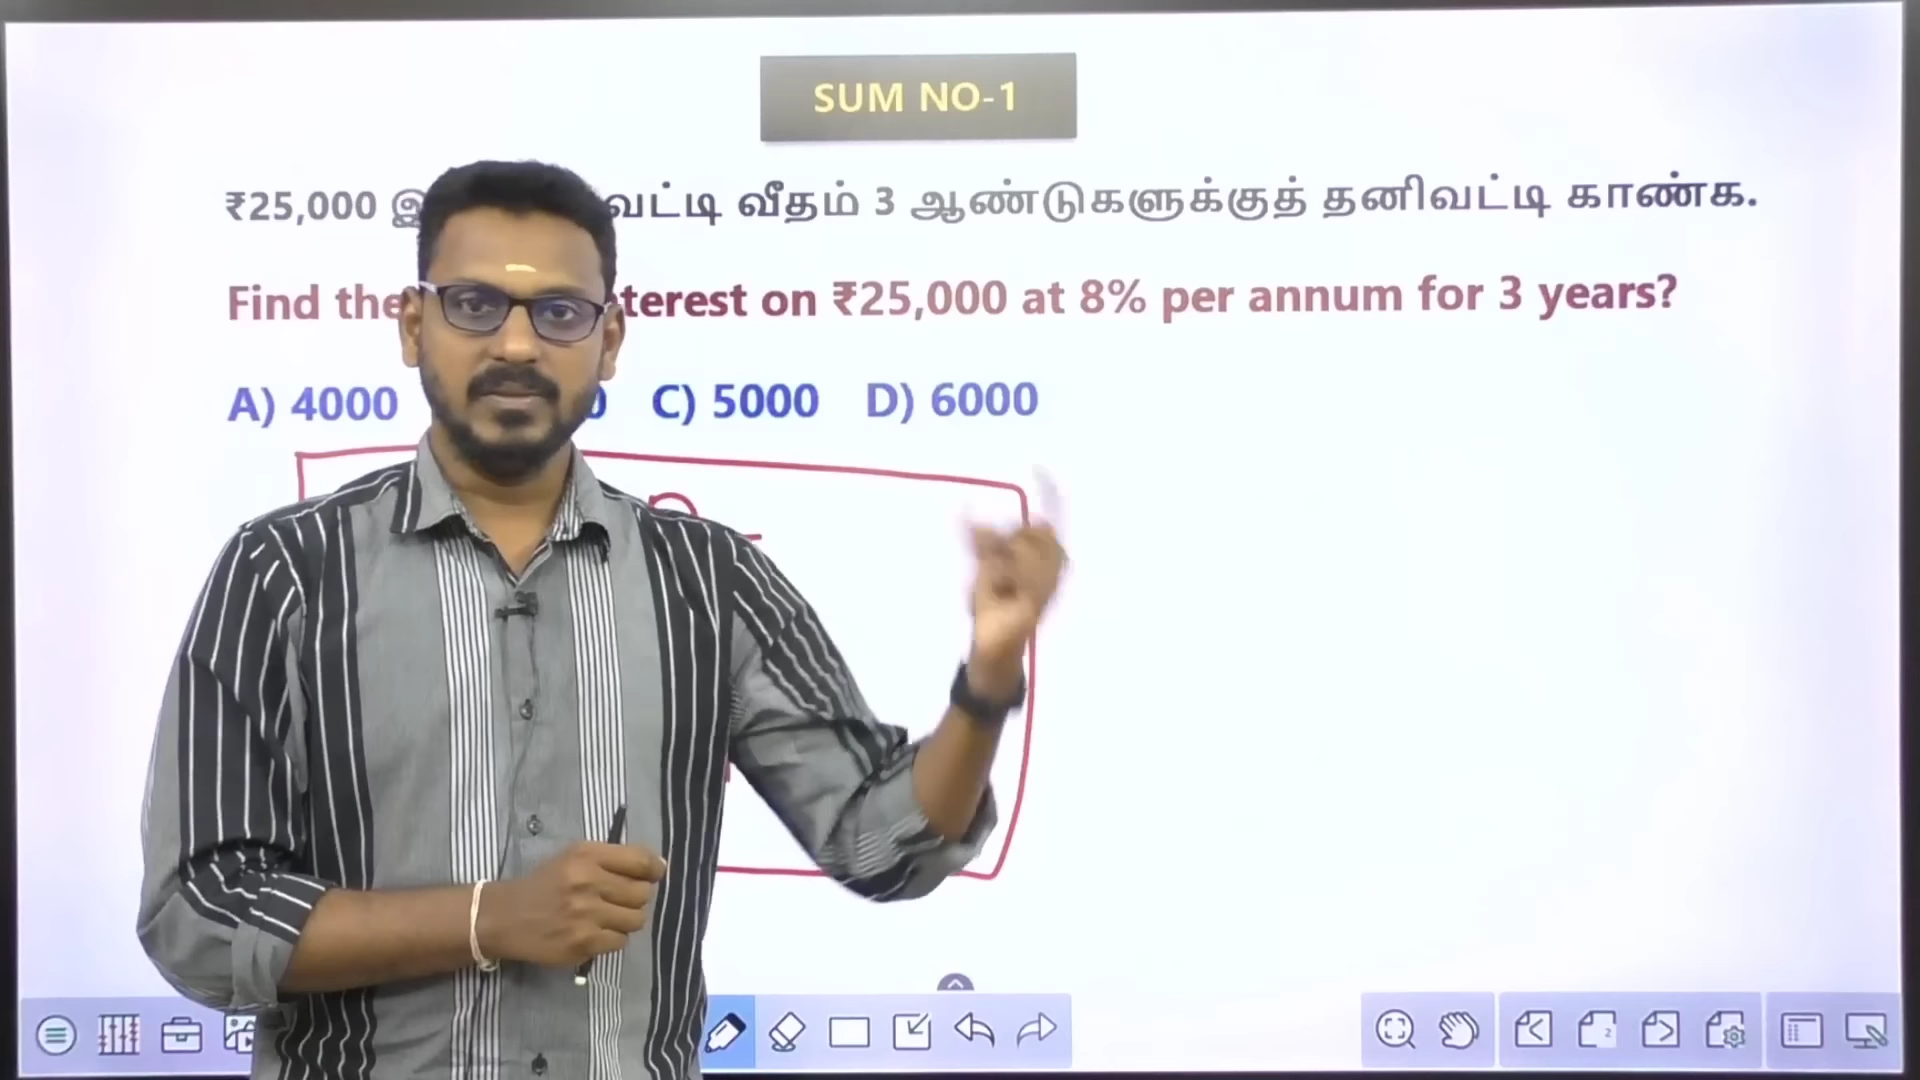 SUM NO-1
₹25,000 வட்டி வீதம் 3 ஆண்டுகளுக்குத் தனிவட்டி காண்க.
Find the terest on ₹25,000 at 8% per annum for 3 years?
A) 4000 C) 5000 D) 6000